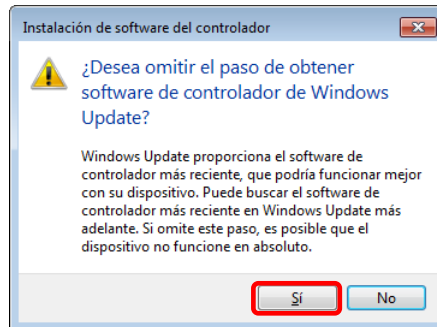 Instalación de software del controlador
¿Desea omitir el paso de obtener
software de controlador de Windows
Update?
Windows Update proporciona el software de
controlador más reciente, que podría funcionar mejor
con su dispositivo. Puede buscar el software de
controlador más reciente en Windows Update más
adelante. Si omite este paso, es posible que el
dispositivo no funcione en absoluto.
Sí No